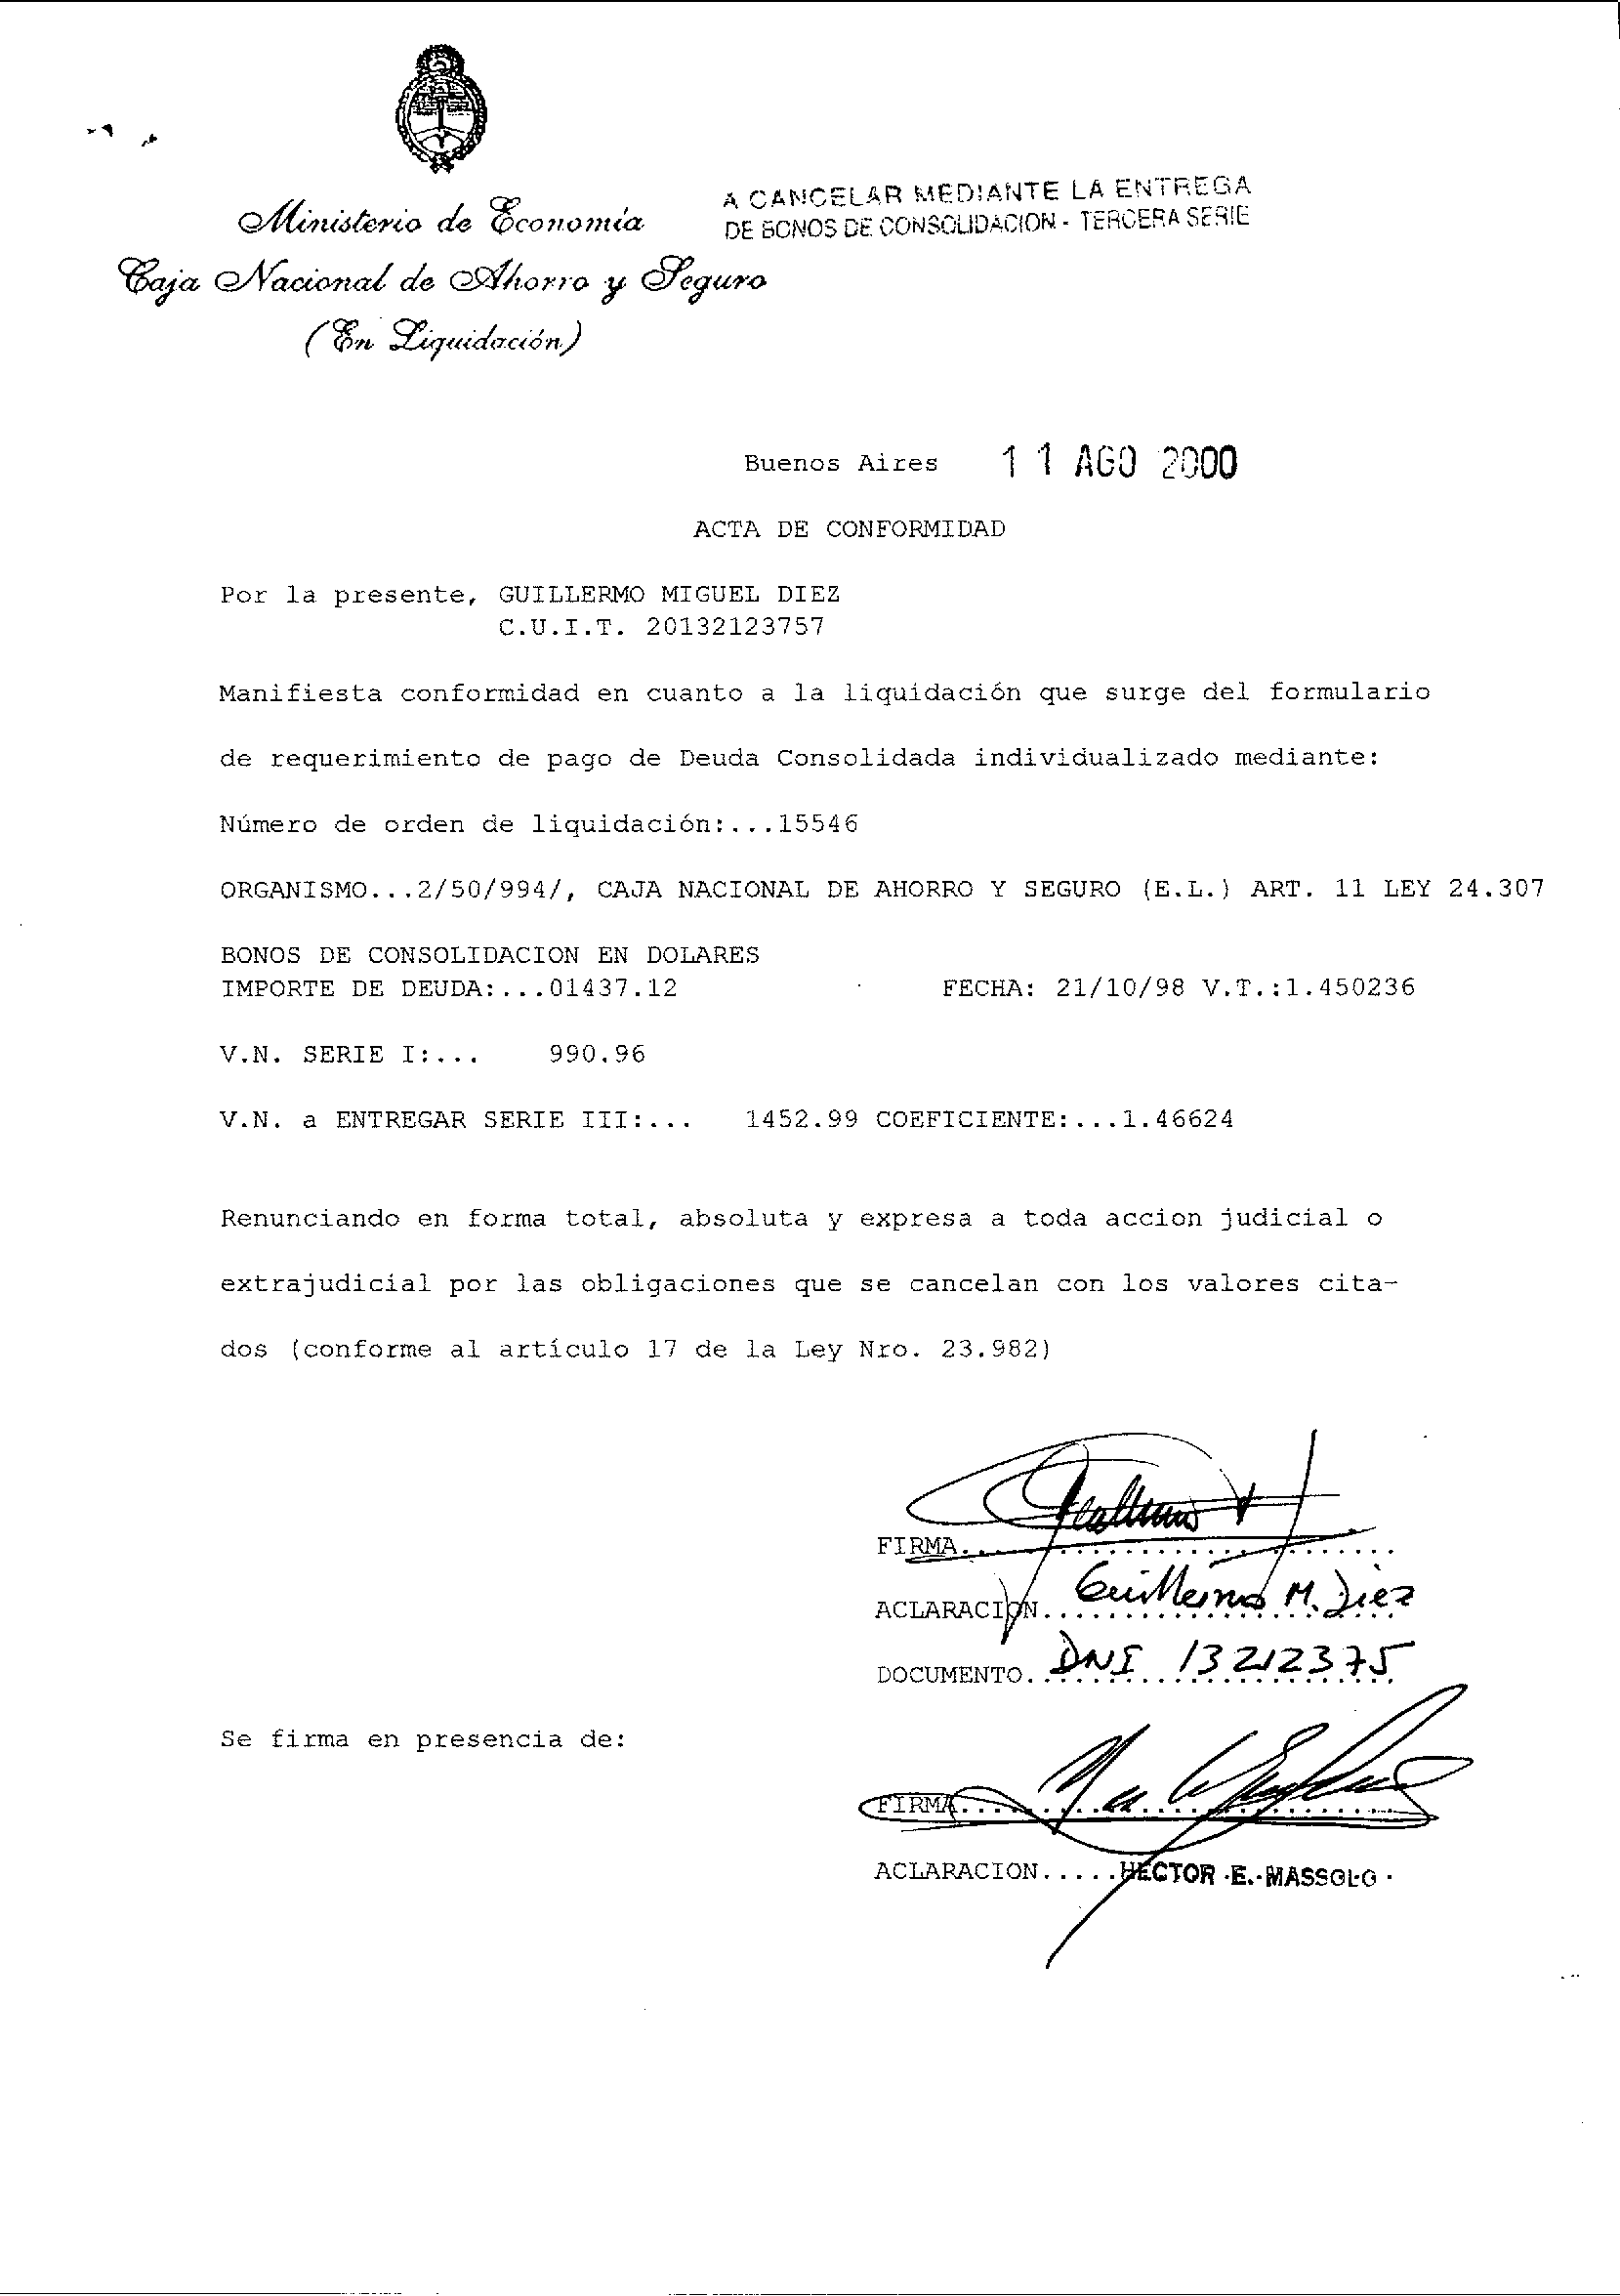 Ministerio de Economía
Caja Nacional de Ahorro y Seguro
(En Liquidación)
A CANCELAR MEDIANTE LA ENTREGA
DE BONOS DE CONSOLIDACION - TERCERA SERIE
Buenos Aires 11 AGO 2000
ACTA DE CONFORMIDAD
Por la presente, GUILLERMO MIGUEL DIEZ
C.U.I.T. 20132123757
Manifiesta conformidad en cuanto a la liquidación que surge del formulario
de requerimiento de pago de Deuda Consolidada individualizado mediante:
Número de orden de liquidación:...15546
ORGANISMO...2/50/994/, CAJA NACIONAL DE AHORRO Y SEGURO (E.L.) ART. 11 LEY 24.307
BONOS DE CONSOLIDACION EN DOLARES
IMPORTE DE DEUDA:...01437.12 FECHA: 21/10/98 V.T.:1.450236
V.N. SERIE I:... 990.96
V.N. a ENTREGAR SERIE III:... 1452.99 COEFICIENTE:...1.46624
Renunciando en forma total, absoluta y expresa a toda accion judicial o
extrajudicial por las obligaciones que se cancelan con los valores cita-
dos (conforme al artículo 17 de la Ley Nro. 23.982)
FIRMA...........................
ACLARACION. Guillermo M. Diez
DOCUMENTO. DNI 13212375
Se firma en presencia de:
FIRMA...........................
ACLARACION.....HECTOR E. MASSOLO